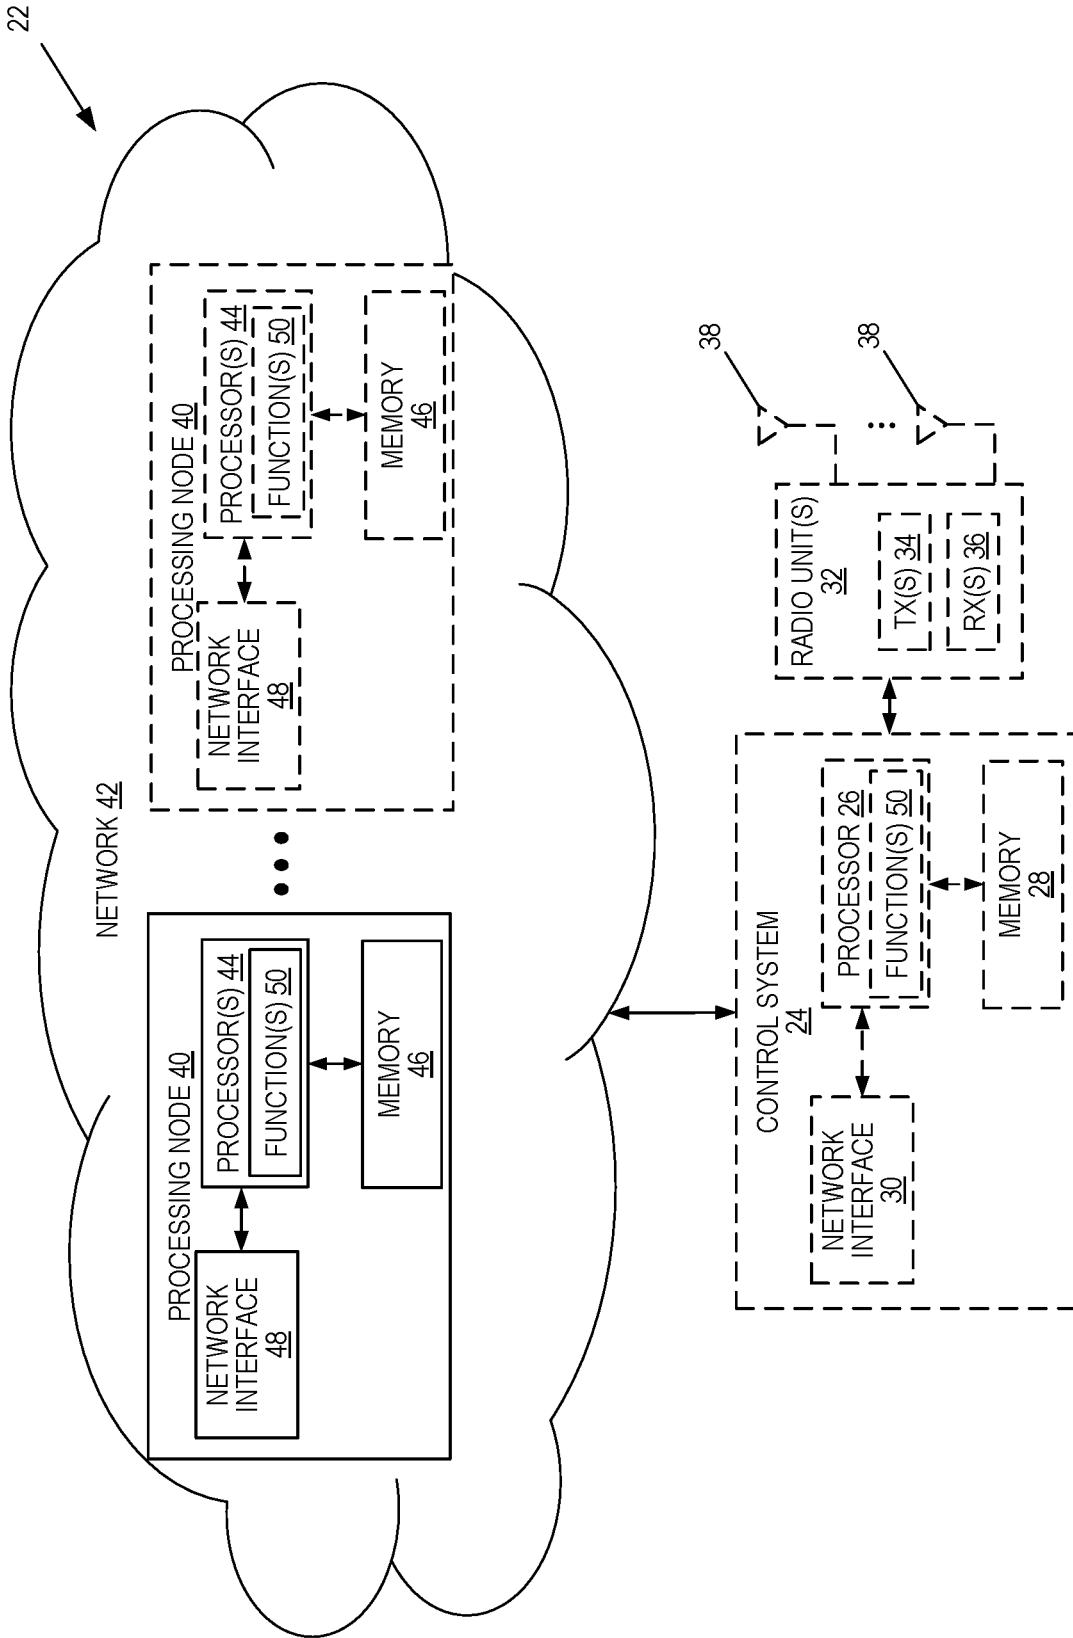 22
NETWORK 42
PROCESSING NODE 40
NETWORK
INTERFACE
48
PROCESSOR(S) 44
FUNCTION(S) 50
MEMORY
46
PROCESSING NODE 40
NETWORK
INTERFACE
48
PROCESSOR(S) 44
FUNCTION(S) 50
MEMORY
46
CONTROL SYSTEM
24
NETWORK
INTERFACE
30
PROCESSOR 26
FUNCTION(S) 50
MEMORY
28
RADIO UNIT(S)
32
TX(S) 34
RX(S) 36
38
38